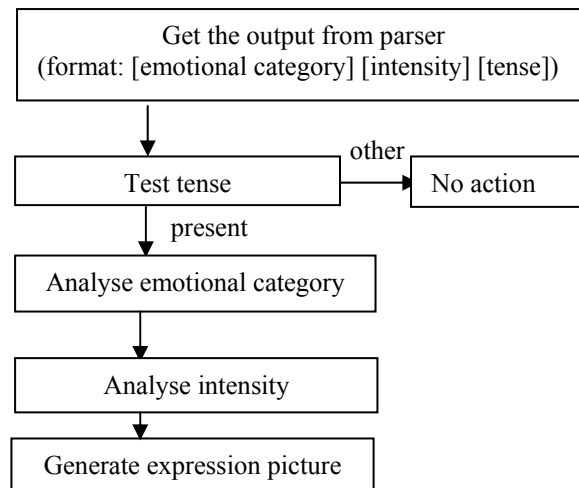 Get the output from parser
(format: [emotional category] [intensity] [tense])
other
Test tense
No action
present
Analyse emotional category
Analyse intensity
Generate expression picture